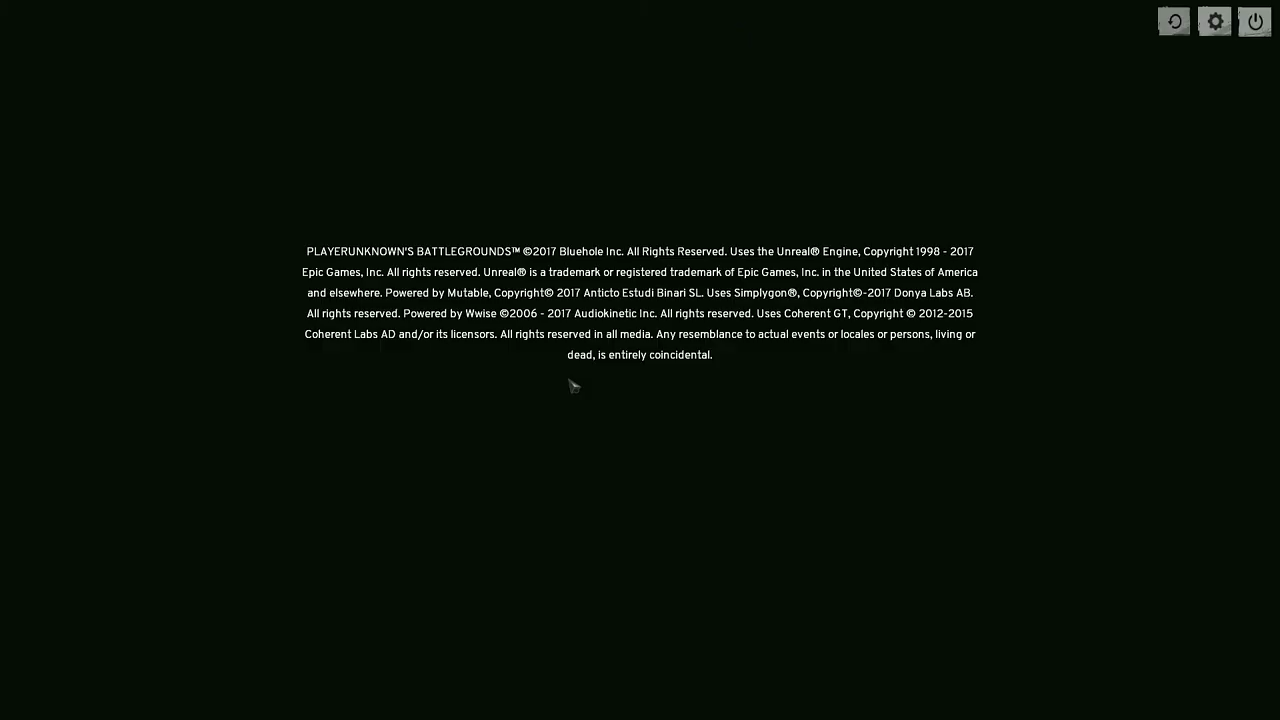 PLAYERUNKNOWN'S BATTLEGROUNDS™ ©2017 Bluehole Inc. All Rights Reserved. Uses the Unreal® Engine, Copyright 1998 - 2017
Epic Games, Inc. All rights reserved. Unreal® is a trademark or registered trademark of Epic Games, Inc. in the United States of America
and elsewhere. Powered by Mutable, Copyright© 2017 Anticto Estudi Binari SL. Uses Simplygon®, Copyright©-2017 Donya Labs AB.
All rights reserved. Powered by Wwise ©2006 - 2017 Audiokinetic Inc. All rights reserved. Uses Coherent GT, Copyright © 2012-2015
Coherent Labs AD and/or its licensors. All rights reserved in all media. Any resemblance to actual events or locales or persons, living or
dead, is entirely coincidental.